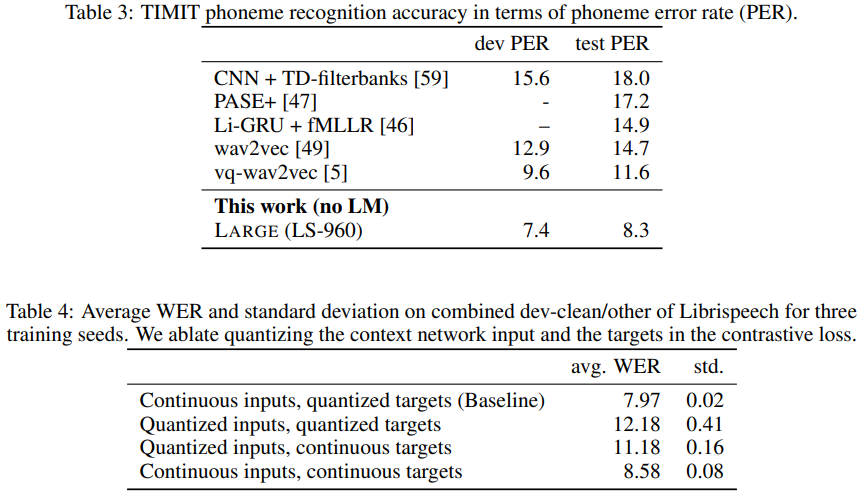 Table 3: TIMIT phoneme recognition accuracy in terms of phoneme error rate (PER).
dev PER test PER
CNN + TD-filterbanks [59] 15.6 18.0
PASE+ [47] - 17.2
Li-GRU + fMLLR [46] – 14.9
wav2vec [49] 12.9 14.7
vq-wav2vec [5] 9.6 11.6
This work (no LM)
LARGE (LS-960) 7.4 8.3
Table 4: Average WER and standard deviation on combined dev-clean/other of Librispeech for three
training seeds. We ablate quantizing the context network input and the targets in the contrastive loss.
avg. WER std.
Continuous inputs, quantized targets (Baseline) 7.97 0.02
Quantized inputs, quantized targets 12.18 0.41
Quantized inputs, continuous targets 11.18 0.16
Continuous inputs, continuous targets 8.58 0.08